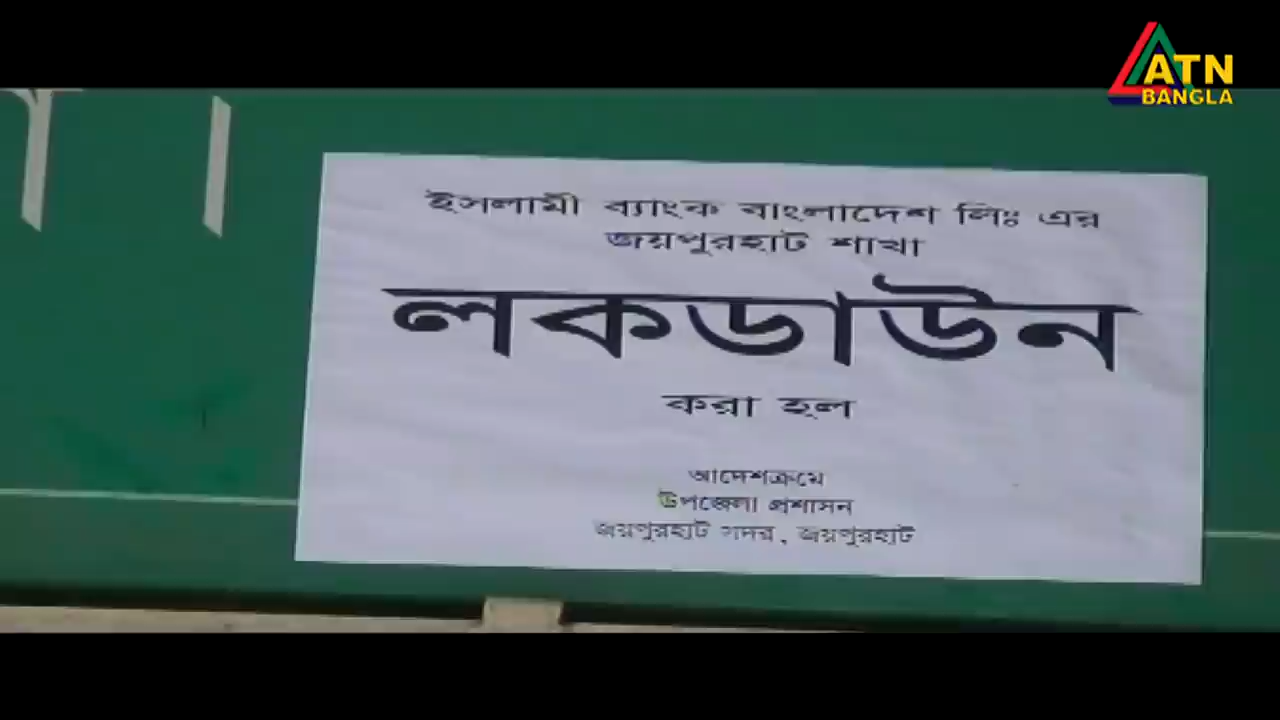 ATN
BANGLA
ইসলামী ব্যাংক বাংলাদেশ লিঃ এর
জয়পুরহাট শাখা
লকডাউন
করা হল
আদেশক্রমে
উপজেলা প্রশাসন
জয়পুরহাট সদর, জয়পুরহাট